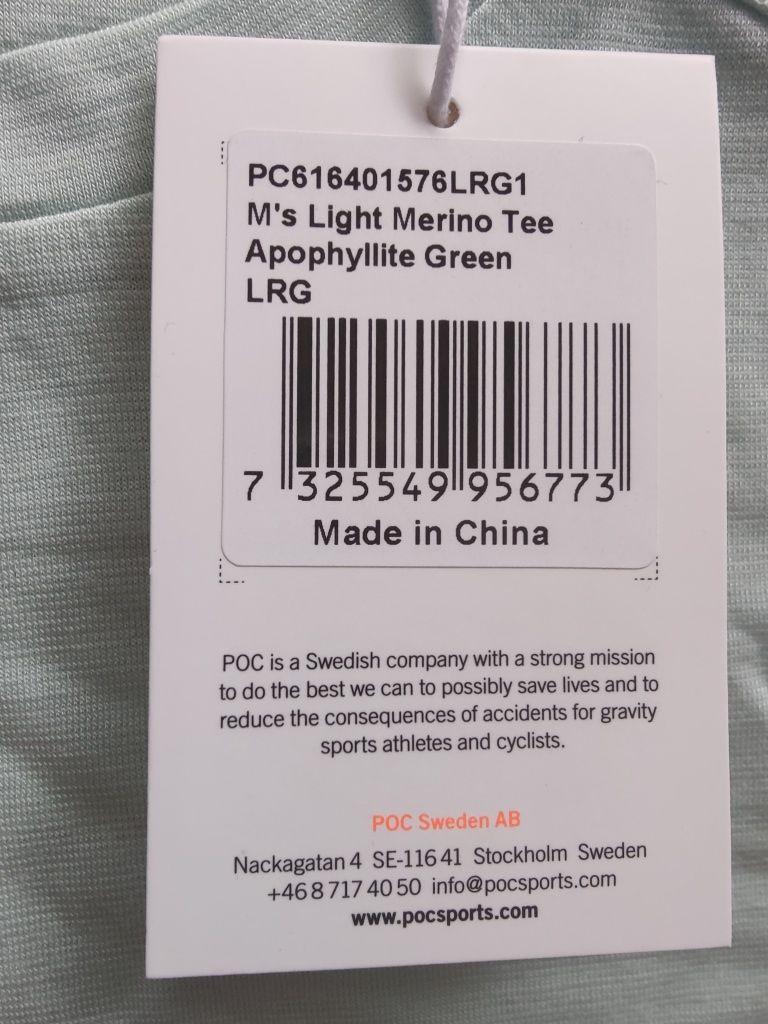 PC616401576LRG1
M's Light Merino Tee
Apophyllite Green
LRG
7 325549 956773
Made in China
POC is a Swedish company with a strong mission
to do the best we can to possibly save lives and to
reduce the consequences of accidents for gravity
sports athletes and cyclists.
POC Sweden AB
Nackagatan 4 SE-116 41 Stockholm Sweden
+46 8 717 40 50 info@pocsports.com
www.pocsports.com